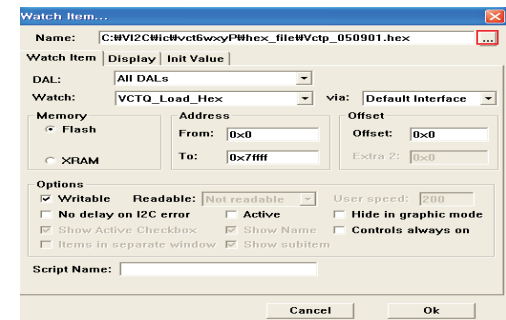 Watch Item...
Name: C:₩VI2C₩ic₩vct6wxyP₩hex_file₩Vctp_050901.hex ...
Watch Item Display Init Value
DAL: All DALs
Watch: VCTQ_Load_Hex via: Default Interface
Memory Address Offset
Flash From: 0x0 Offset: 0x0
XRAM To: 0x7ffff Extra 2: 0x0
Options
Writable Readable: Not readable User speed: 200
No delay on I2C error Active Hide in graphic mode
Show Active Checkbox Show Name Controls always on
Items in separate window Show subitem
Script Name:
Cancel Ok